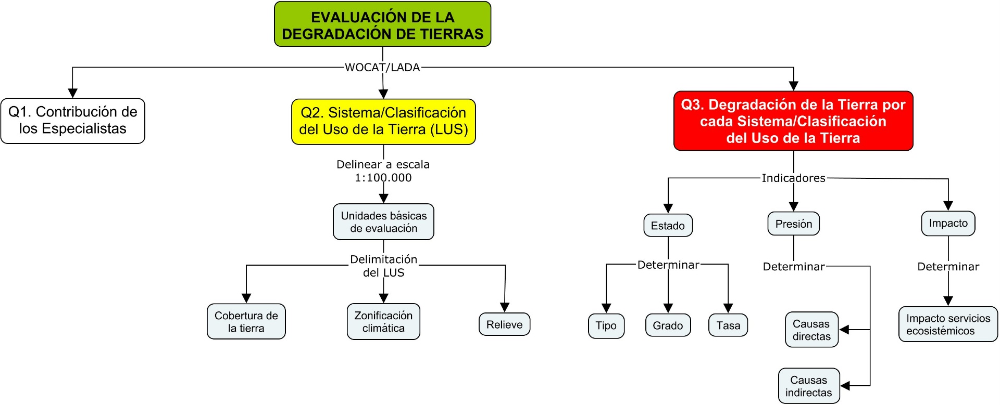 EVALUACIÓN DE LA
DEGRADACIÓN DE TIERRAS
WOCAT/LADA
Q1. Contribución de
los Especialistas
Q2. Sistema/Clasificación
del Uso de la Tierra (LUS)
Q3. Degradación de la Tierra por
cada Sistema/Clasificación
del Uso de la Tierra
Delinear a escala
1:100.000
Unidades básicas
de evaluación
Delimitación
del LUS
Cobertura de
la tierra
Zonificación
climática
Relieve
Indicadores
Estado
Presión
Impacto
Determinar
Determinar
Determinar
Tipo
Grado
Tasa
Causas
directas
Causas
indirectas
Impacto servicios
ecosistémicos